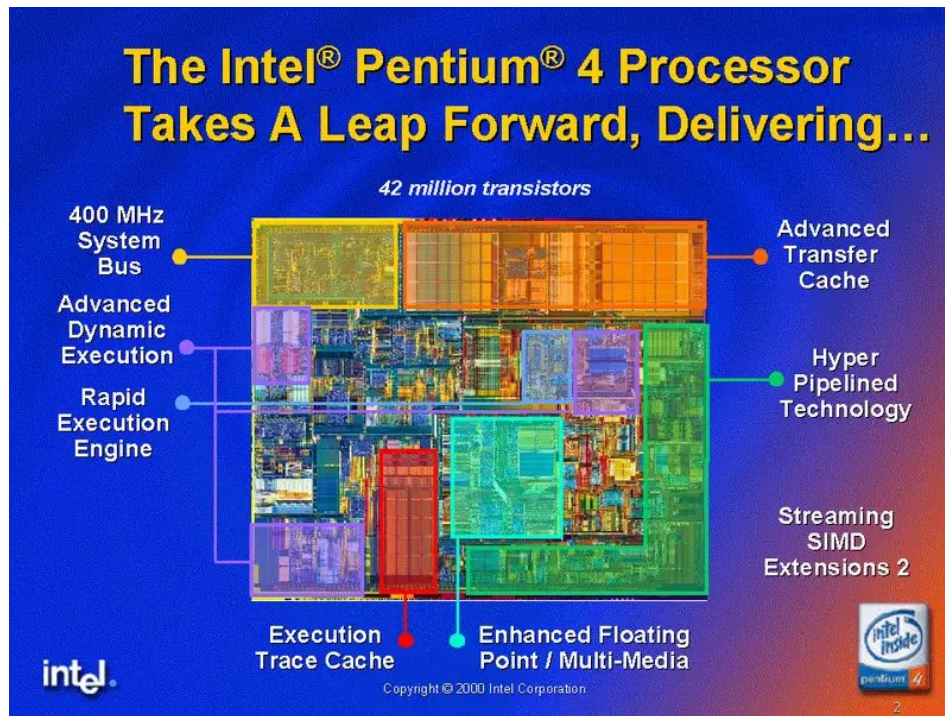 The Intel® Pentium® 4 Processor
Takes A Leap Forward, Delivering…
42 million transistors
400 MHz
System
Bus
Advanced
Dynamic
Execution
Rapid
Execution
Engine
Advanced
Transfer
Cache
Hyper
Pipelined
Technology
Streaming
SIMD
Extensions 2
Execution
Trace Cache
Enhanced Floating
Point / Multi-Media
intel®
Copyright © 2000 Intel Corporation
intel
inside
pentium® 4
2